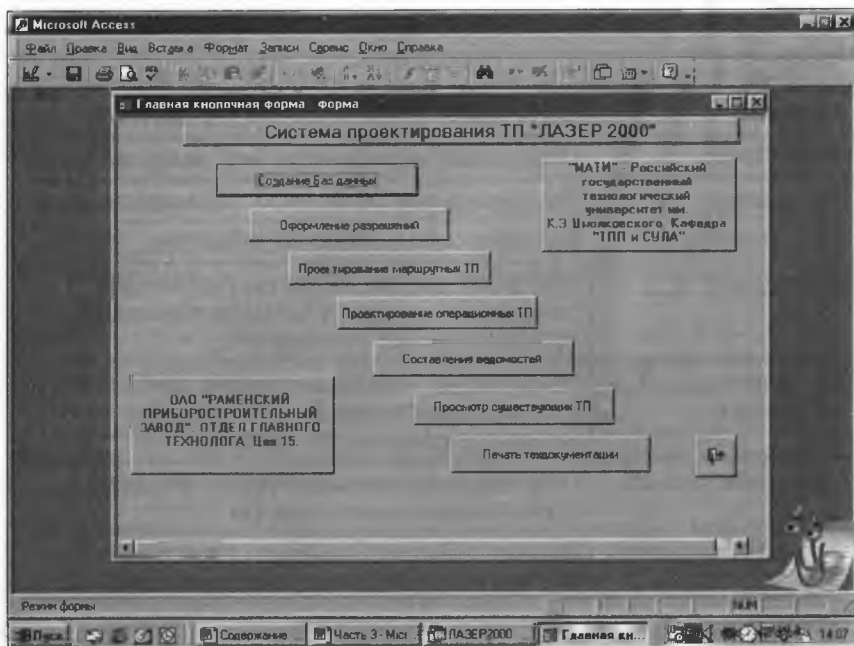 Microsoft Access
Файл Правка Вид Вставка Формат Записи Сервис Окно Справка
Главная кнопочная форма форма
Система проектирования ТП "ЛАЗЕР 2000"
Создание баз данных
"МАТИ" - Российский
государственный
технологический
университет им.
К.Э Циолковского. Кафедра
"ТПП и СУЛА"
Оформление разрешений
Проектирование маршрутных ТП
Проектирование операционных ТП
Составления ведомостей
ОАО "РАМЕНСКИЙ
ПРИБОРОСТРОИТЕЛЬНЫЙ
ЗАВОД". ОТДЕЛ ГЛАВНОГО
ТЕХНОЛОГА. Цех 15.
Просмотр существующих ТП
Печать техдокументации
Режим формы
NUM
Пуск
Содержание
Часть 3 - Micr
ЛАЗЕР2000
Главная кн...
14:07